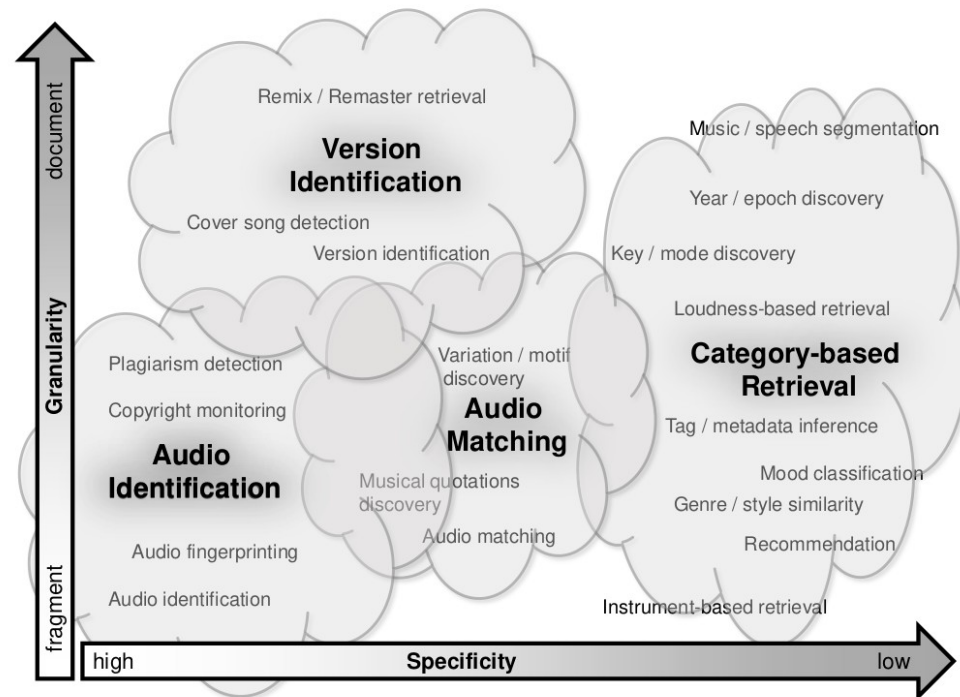 document
Granularity
fragment
Remix / Remaster retrieval
Version
Identification
Cover song detection
Version identification
Music / speech segmentation
Year / epoch discovery
Key / mode discovery
Loudness-based retrieval
Category-based
Retrieval
Tag / metadata inference
Mood classification
Genre / style similarity
Recommendation
Instrument-based retrieval
Plagiarism detection
Copyright monitoring
Audio
Identification
Audio fingerprinting
Audio identification
Variation / motif
discovery
Audio
Matching
Musical quotations
discovery
Audio matching
high
Specificity
low